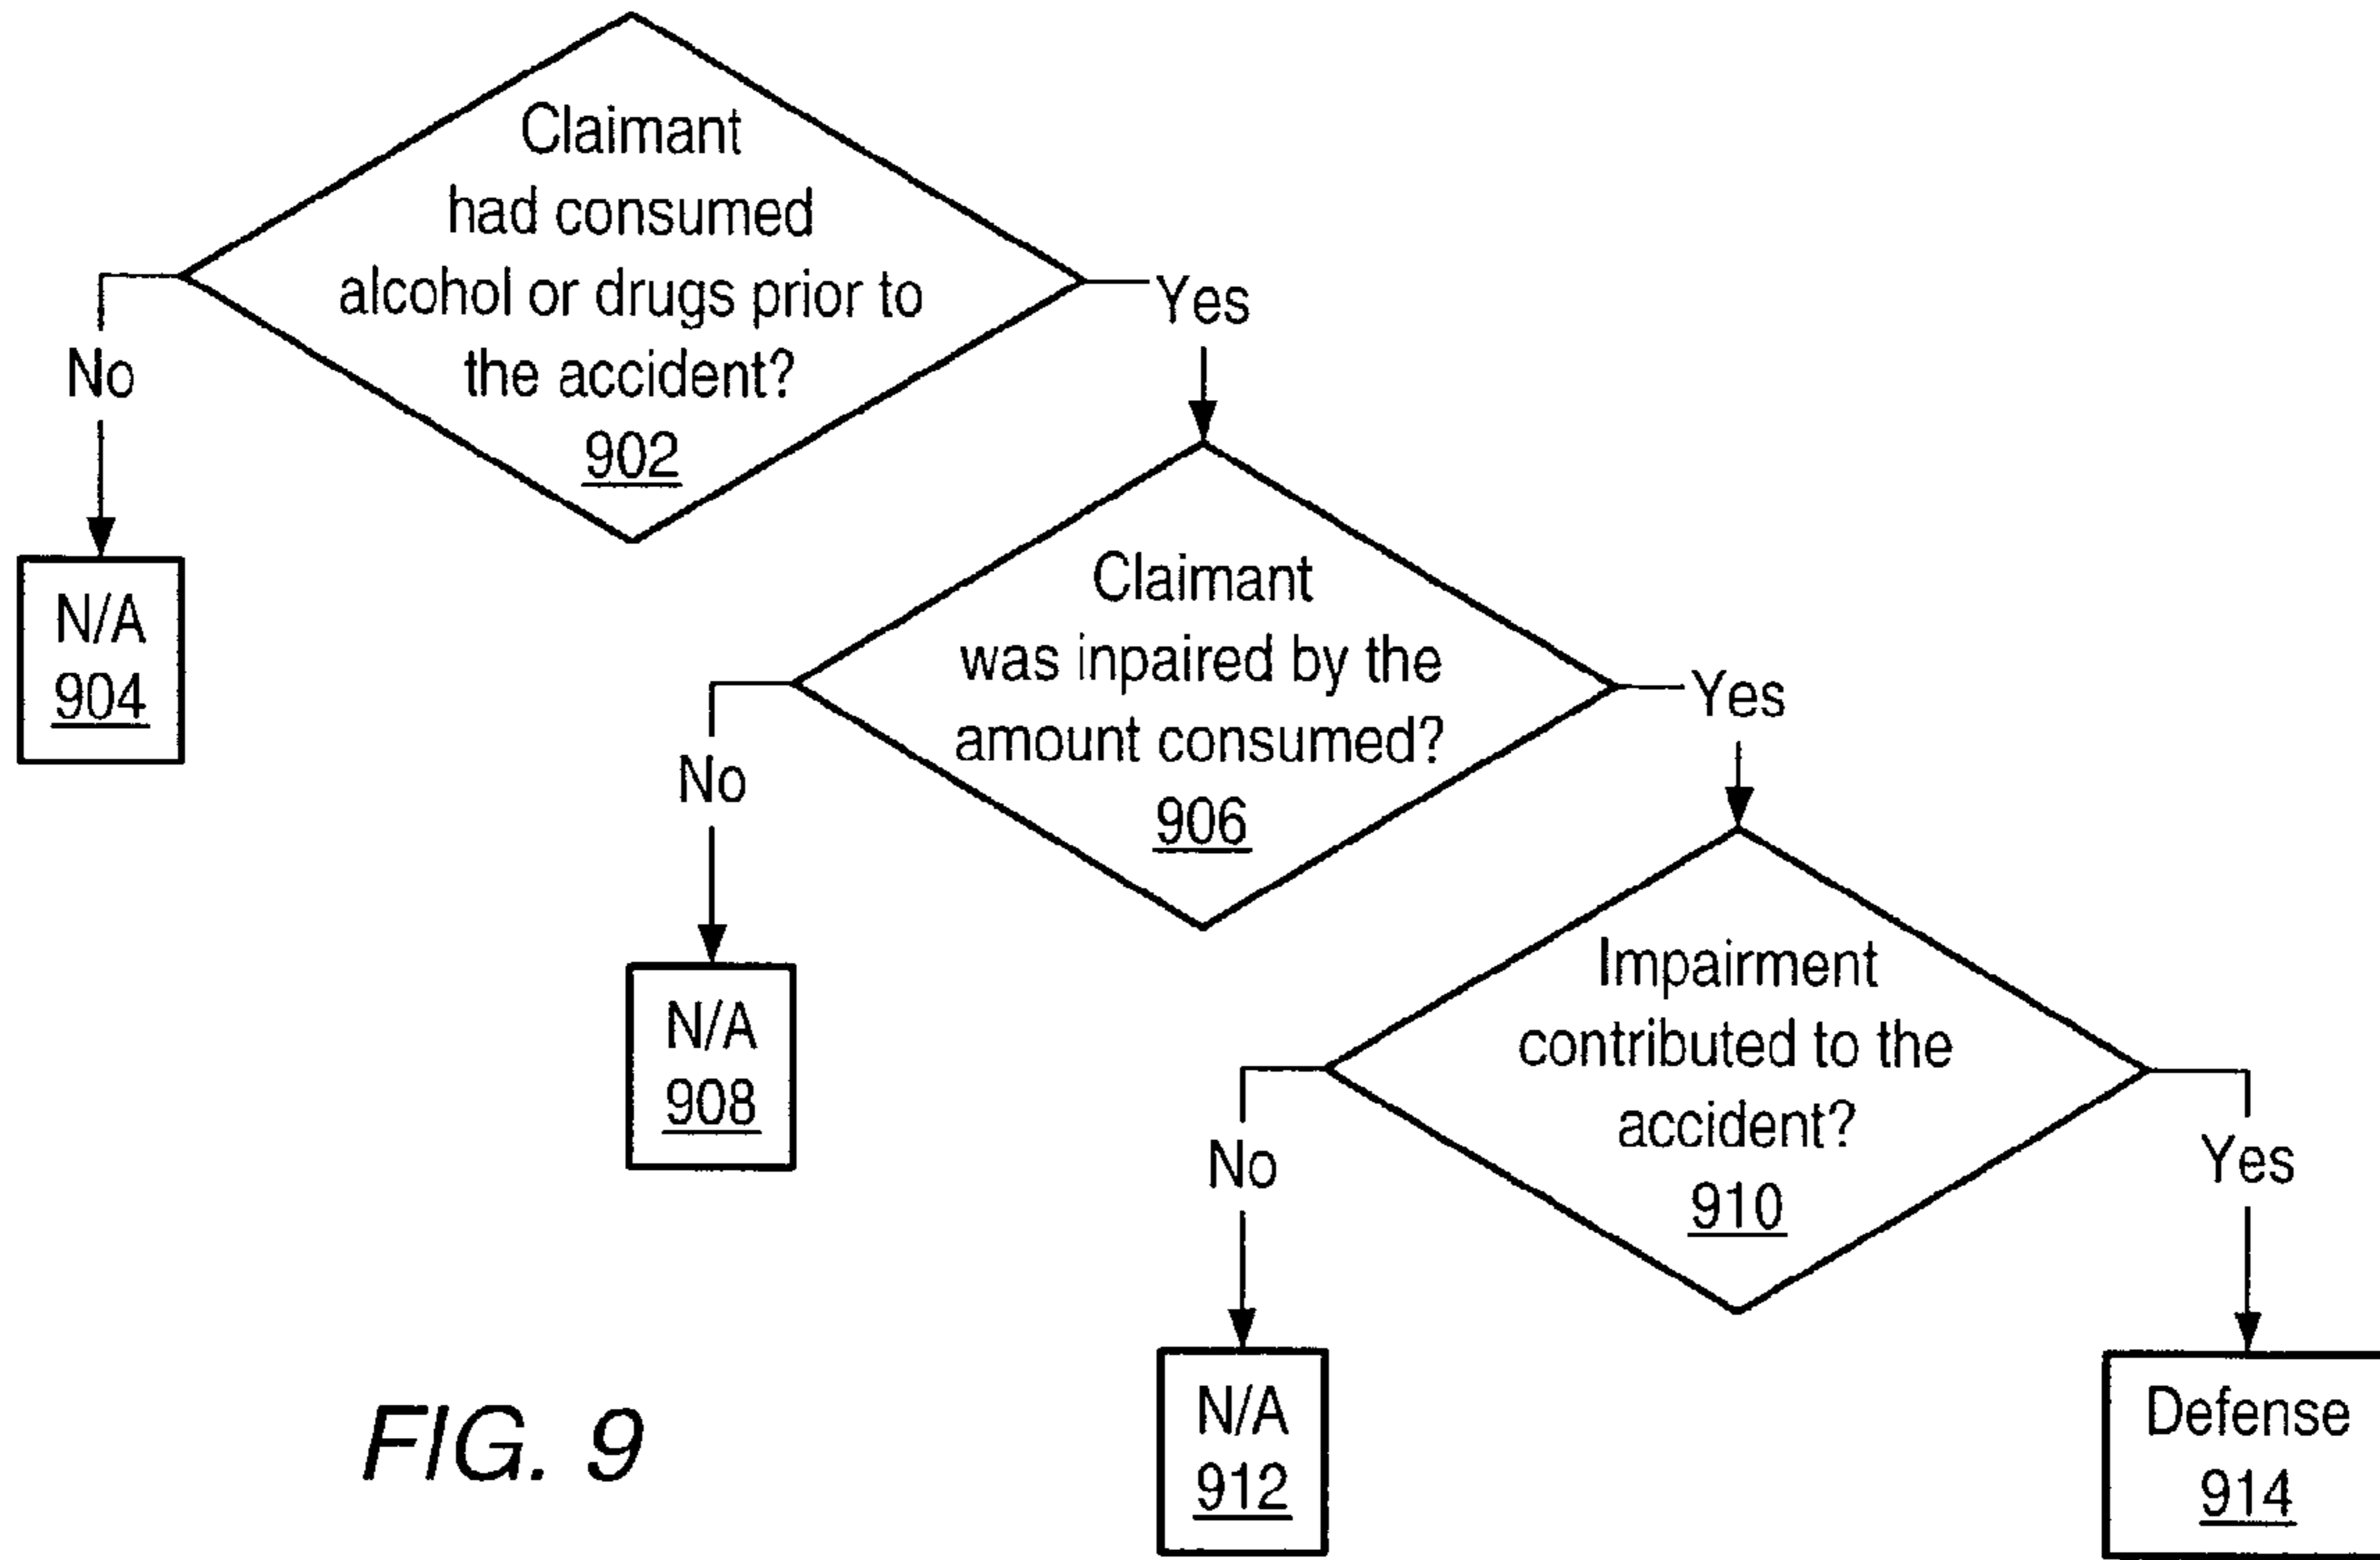 Claimant
had consumed
alcohol or drugs prior to
the accident?
902
No
Yes
N/A
904
Claimant
was inpaired by the
amount consumed?
906
No
Yes
N/A
908
Impairment
contributed to the
accident?
910
No
Yes
N/A
912
Defense
914
FIG. 9